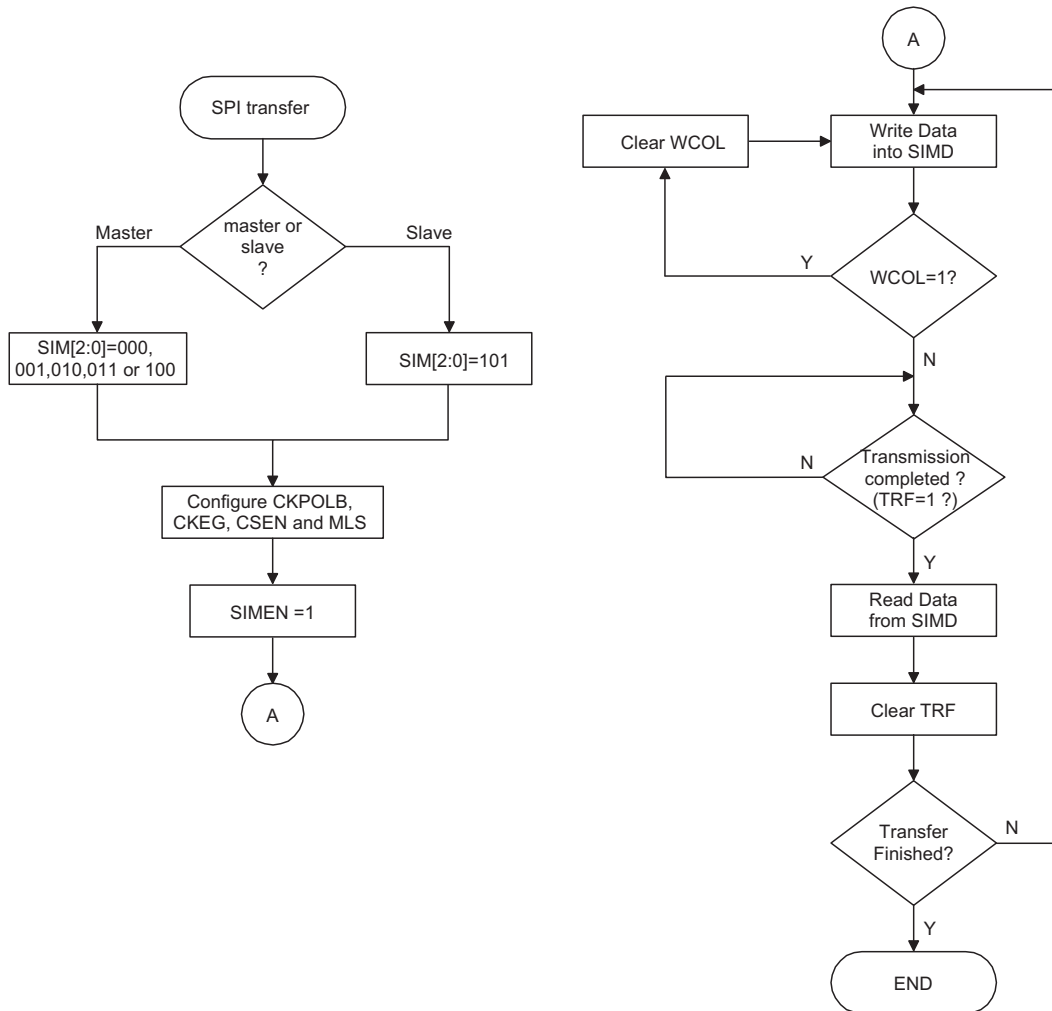 SPI transfer
master or
slave
?
Master
Slave
SIM[2:0]=000,
001,010,011 or 100
SIM[2:0]=101
Configure CKPOLB,
CKEG, CSEN and MLS
SIMEN =1
A
A
Write Data
into SIMD
Clear WCOL
WCOL=1?
Y
N
Transmission
completed ?
(TRF=1 ?)
N
Y
Read Data
from SIMD
Clear TRF
Transfer
Finished?
N
Y
END